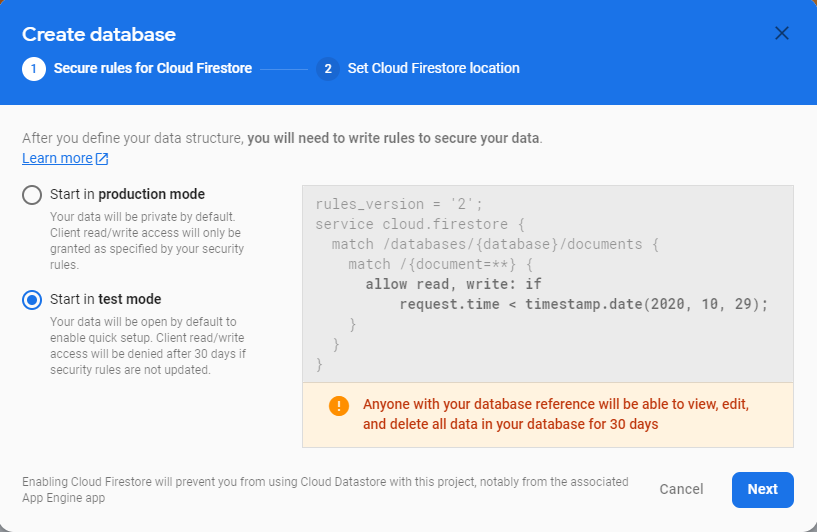 Create database
1 Secure rules for Cloud Firestore 2 Set Cloud Firestore location
After you define your data structure, you will need to write rules to secure your data.
Learn more
Start in production mode
Your data will be private by default.
Client read/write access will only be
granted as specified by your security
rules.
Start in test mode
Your data will be open by default to
enable quick setup. Client read/write
access will be denied after 30 days if
security rules are not updated.
rules_version = '2';
service cloud.firestore {
match /databases/{database}/documents {
match /{document=**} {
allow read, write: if
request.time < timestamp.date(2020, 10, 29);
}
}
}
Anyone with your database reference will be able to view, edit,
and delete all data in your database for 30 days
Enabling Cloud Firestore will prevent you from using Cloud Datastore with this project, notably from the associated
App Engine app
Cancel Next